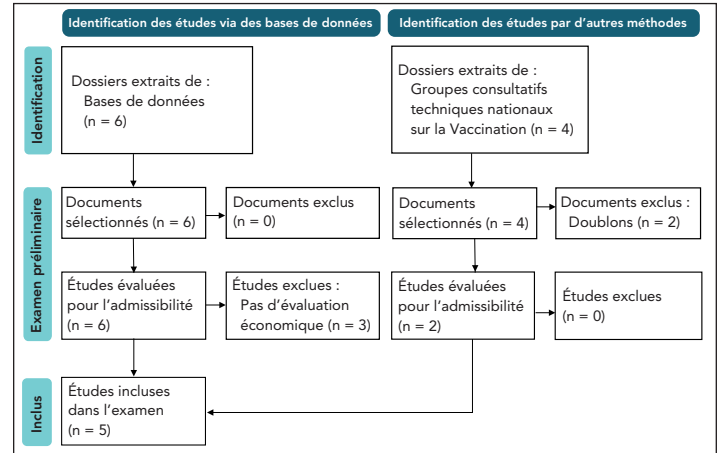 Identification des études via des bases de données
Identification des études par d'autres méthodes
Identification
Dossiers extraits de :
Bases de données
(n = 6)
Dossiers extraits de :
Groupes consultatifs
techniques nationaux
sur la Vaccination (n = 4)
Examen préliminaire
Documents
sélectionnés (n = 6)
Documents exclus
(n = 0)
Documents
sélectionnés (n = 4)
Documents exclus :
Doublons (n = 2)
Études évaluées
pour l'admissibilité
(n = 6)
Études exclues :
Pas d'évaluation
économique (n = 3)
Études évaluées
pour l'admissibilité
(n = 2)
Études exclues
(n = 0)
Inclus
Études incluses
dans l'examen
(n = 5)